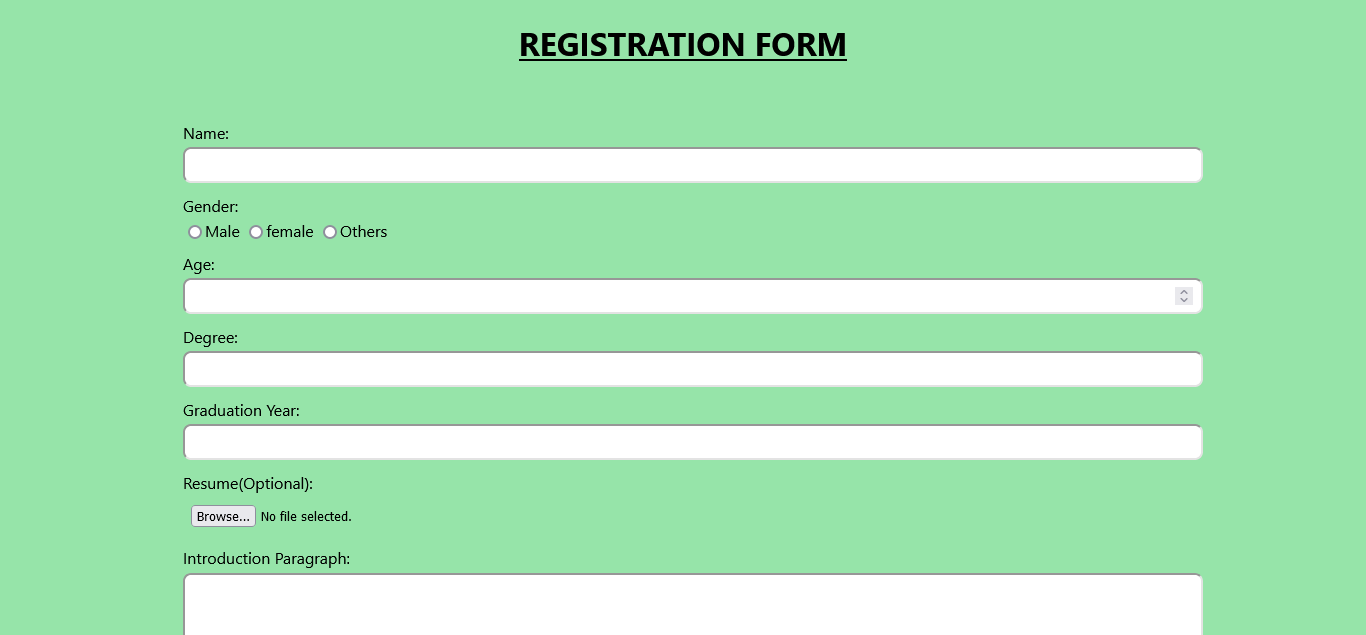 REGISTRATION FORM
Name:
Gender:
Male female Others
Age:
Degree:
Graduation Year:
Resume(Optional):
Browse... No file selected.
Introduction Paragraph: